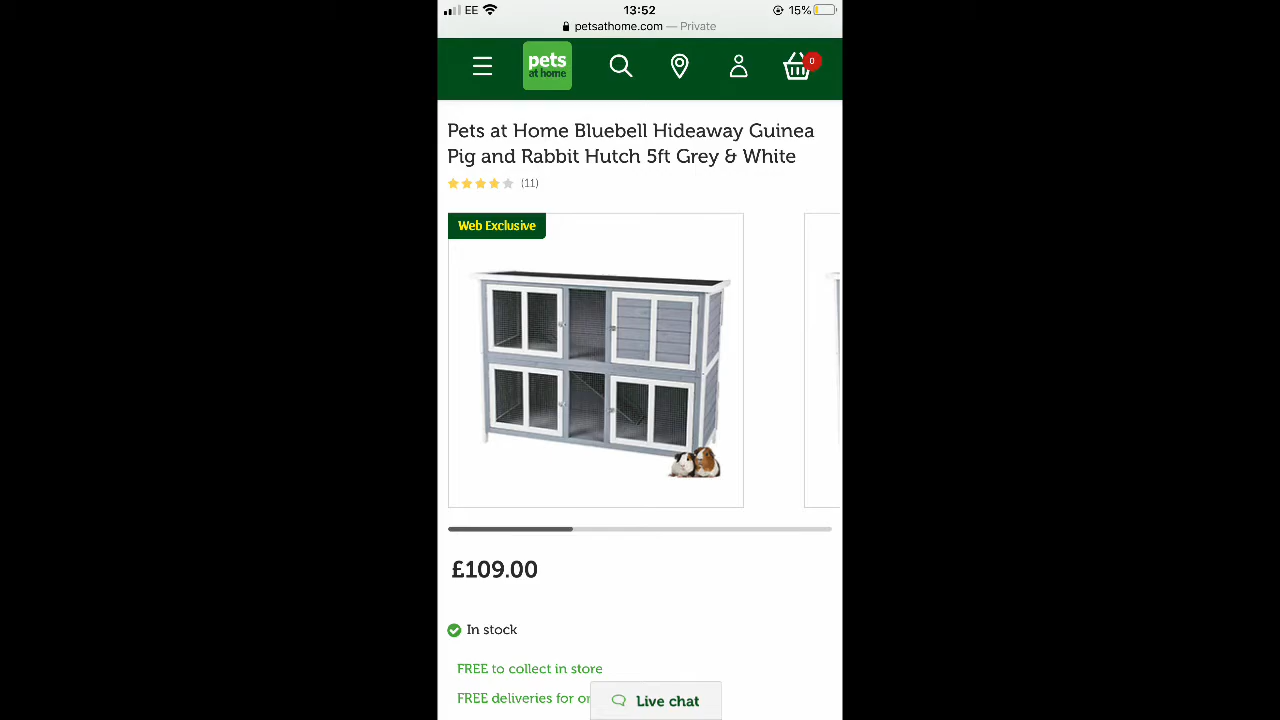 EE 13:52 15%
petsathome.com — Private
pets
at home
0
Pets at Home Bluebell Hideaway Guinea
Pig and Rabbit Hutch 5ft Grey & White
(11)
Web Exclusive
£109.00
In stock
FREE to collect in store
FREE deliveries for
Live chat